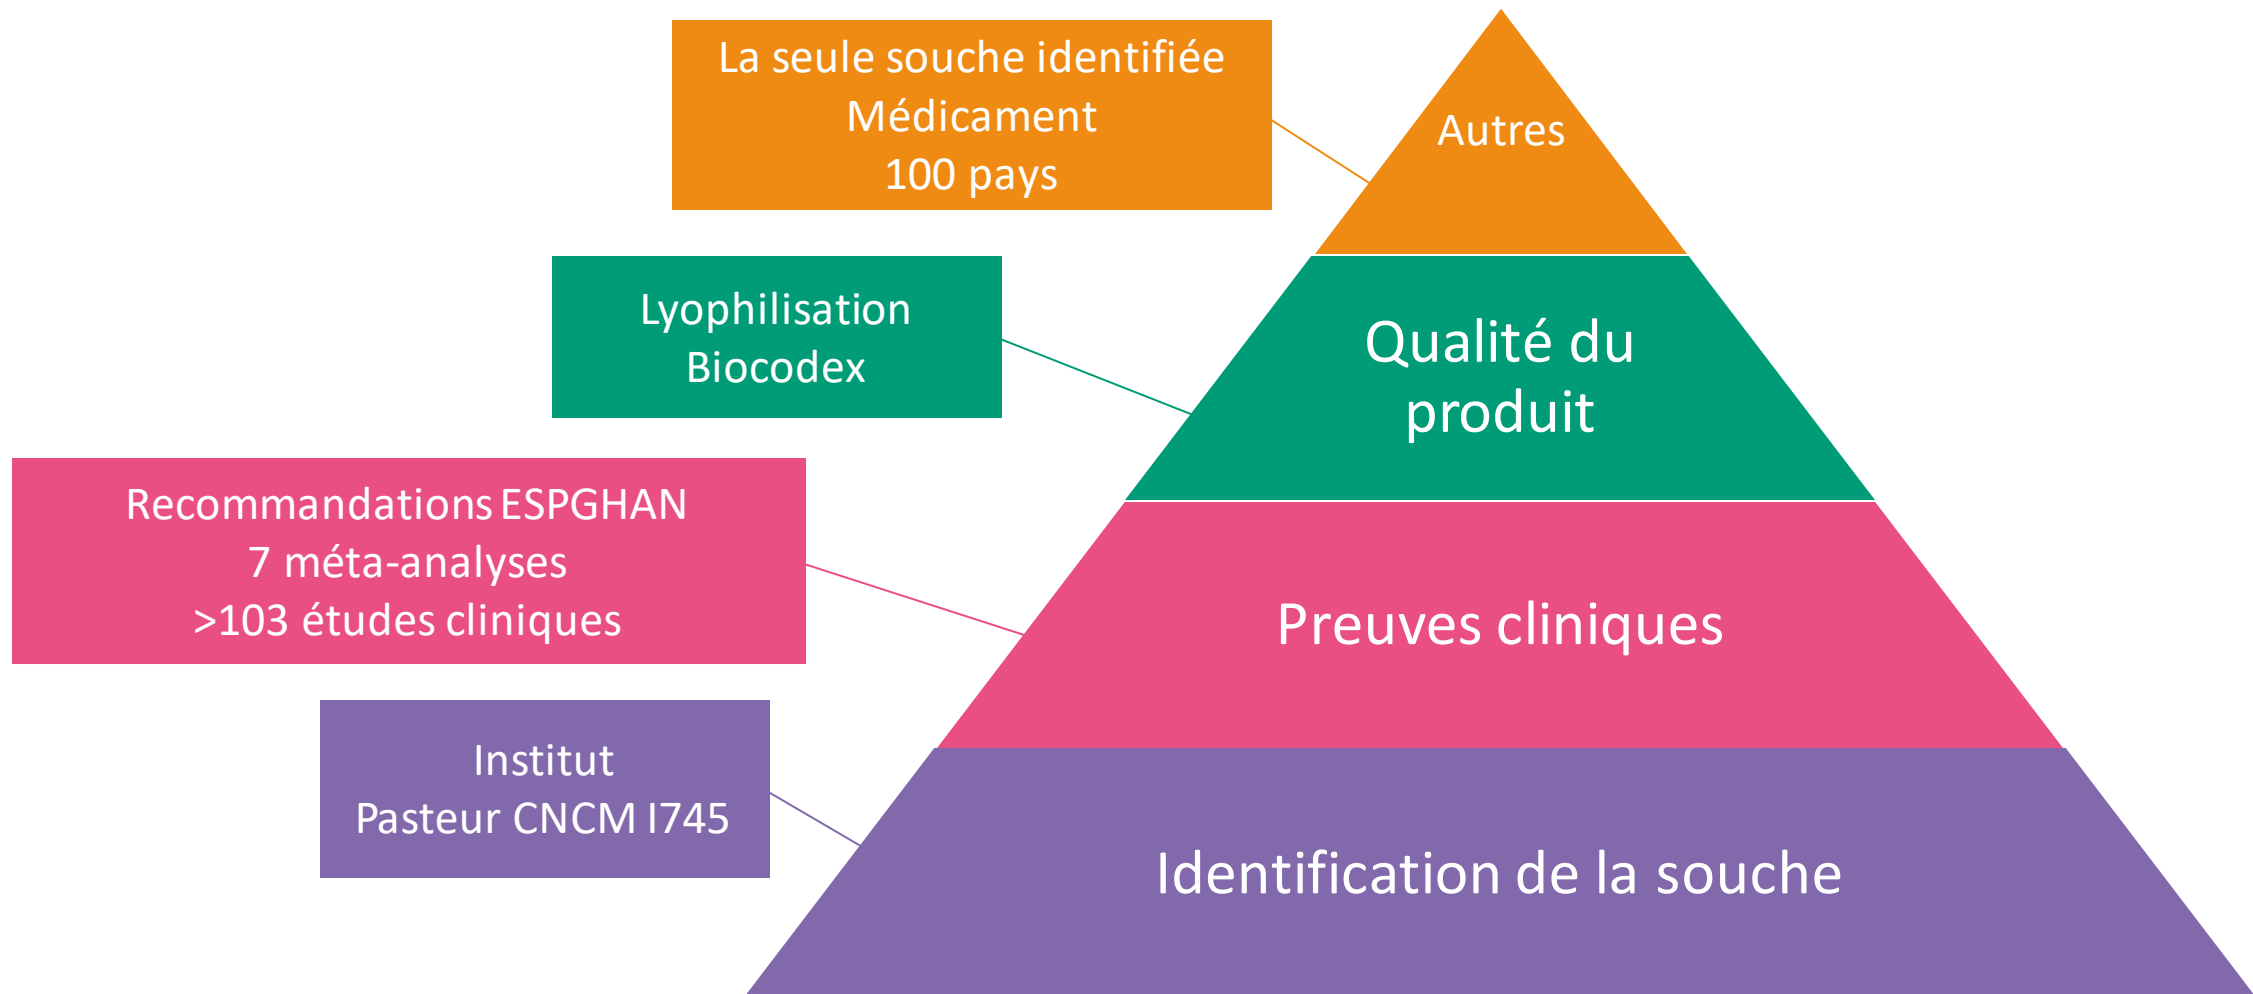 La seule souche identifiée
Médicament
100 pays
Autres
Lyophilisation
Biocodex
Qualité du
produit
Recommandations ESPGHAN
7 méta-analyses
>103 études cliniques
Preuves cliniques
Institut
Pasteur CNCM I745
Identification de la souche